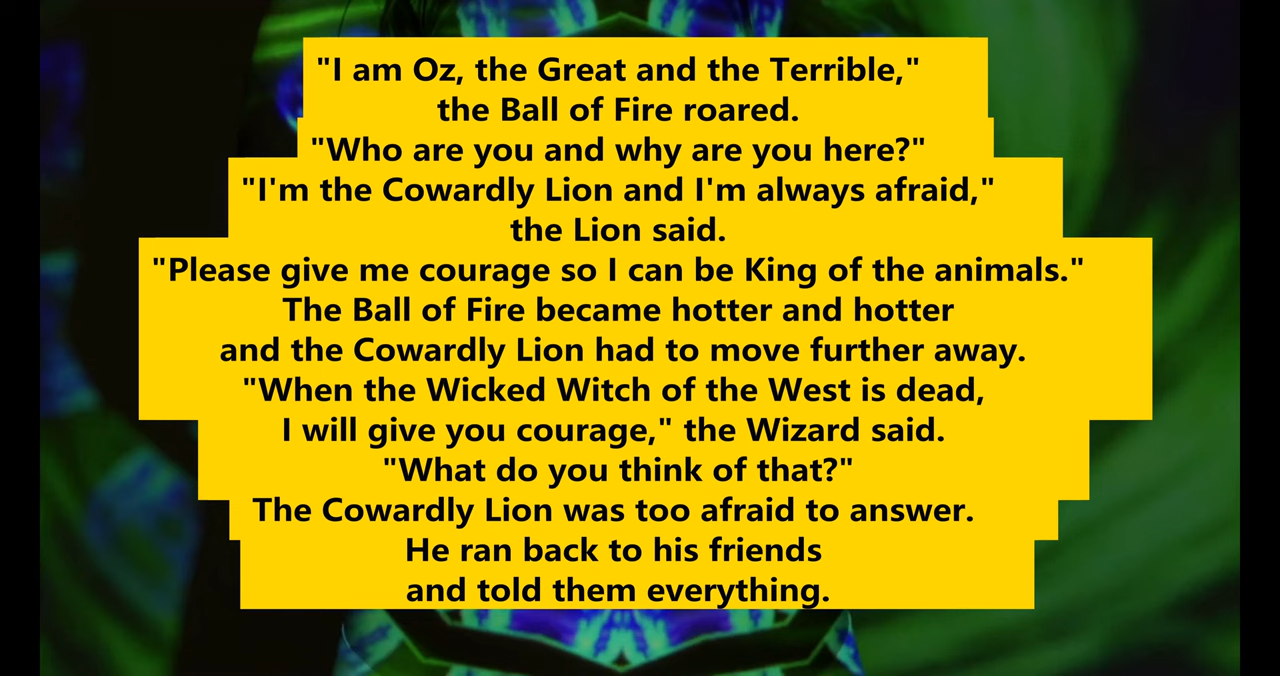 "I am Oz, the Great and the Terrible,"
the Ball of Fire roared.
"Who are you and why are you here?"
"I'm the Cowardly Lion and I'm always afraid,"
the Lion said.
"Please give me courage so I can be King of the animals."
The Ball of Fire became hotter and hotter
and the Cowardly Lion had to move further away.
"When the Wicked Witch of the West is dead,
I will give you courage," the Wizard said.
"What do you think of that?"
The Cowardly Lion was too afraid to answer.
He ran back to his friends
and told them everything.